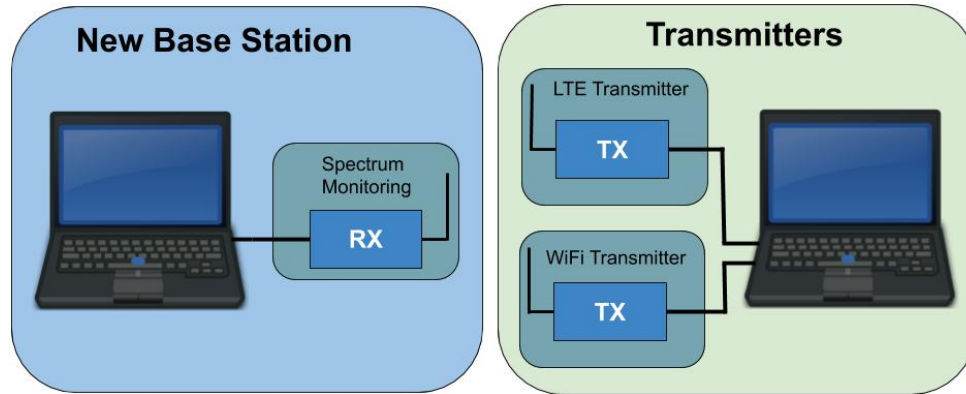 New Base Station
Spectrum
Monitoring
RX
Transmitters
LTE Transmitter
TX
WiFi Transmitter
TX